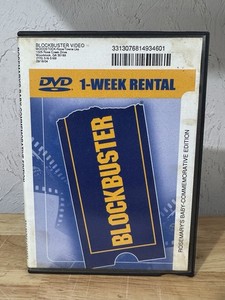 BLOCKBUSTER VIDEO
3313076814934601
DVD 1-WEEK RENTAL
BLOCKBUSTER
ROSEMARY'S BABY-COMMEMORATIVE EDITION